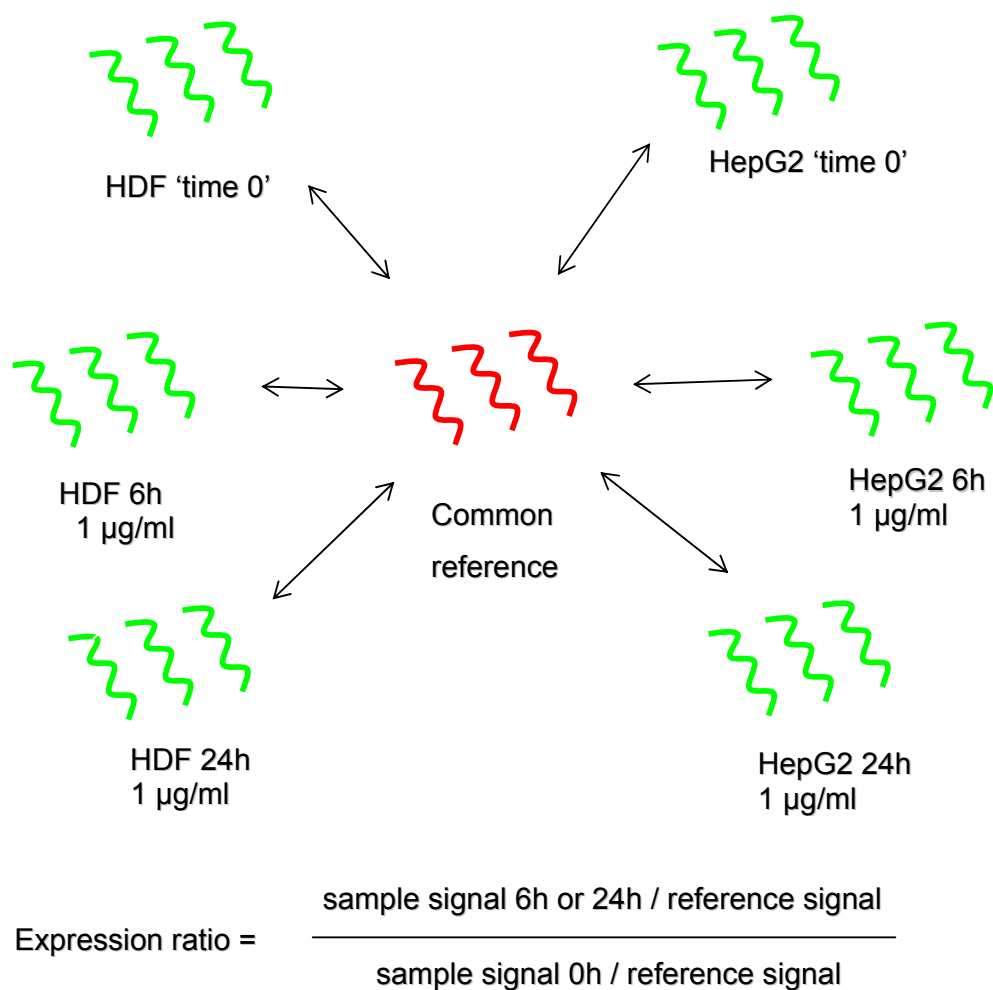 HDF ‘time 0’
HepG2 ‘time 0’
HDF 6h
1 µg/ml
Common
reference
HepG2 6h
1 µg/ml
HDF 24h
1 µg/ml
HepG2 24h
1 µg/ml
Expression ratio =
sample signal 6h or 24h / reference signal
sample signal 0h / reference signal